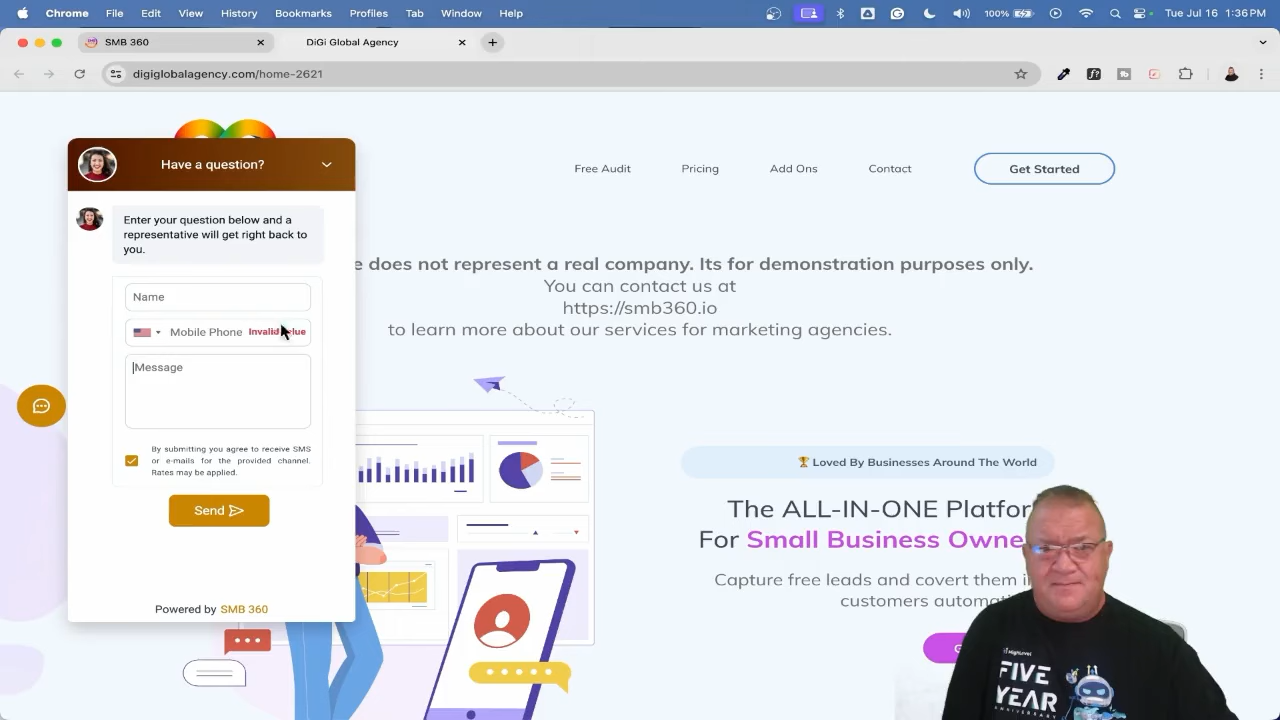 Chrome File Edit View History Bookmarks Profiles Tab Window Help 100% Tue Jul 16 1:36 PM
SMB 360 DiGi Global Agency
digiglobalagency.com/home-2621
Have a question?
Enter your question below and a
representative will get right back to
you.
Name
Mobile Phone Invalid
Message
By submitting you agree to receive SMS
or e-mails for the provided channel.
Rates may be applied.
Send
Powered by SMB 360
Free Audit Pricing Add Ons Contact Get Started
does not represent a real company. Its for demonstration purposes only.
You can contact us at
https://smb360.io
to learn more about our services for marketing agencies.
Loved By Businesses Around The World
The ALL-IN-ONE
For Small Business
Capture free leads and covert them
customers
HighLevel
FIVE
YEAR
ANNIVERSARY